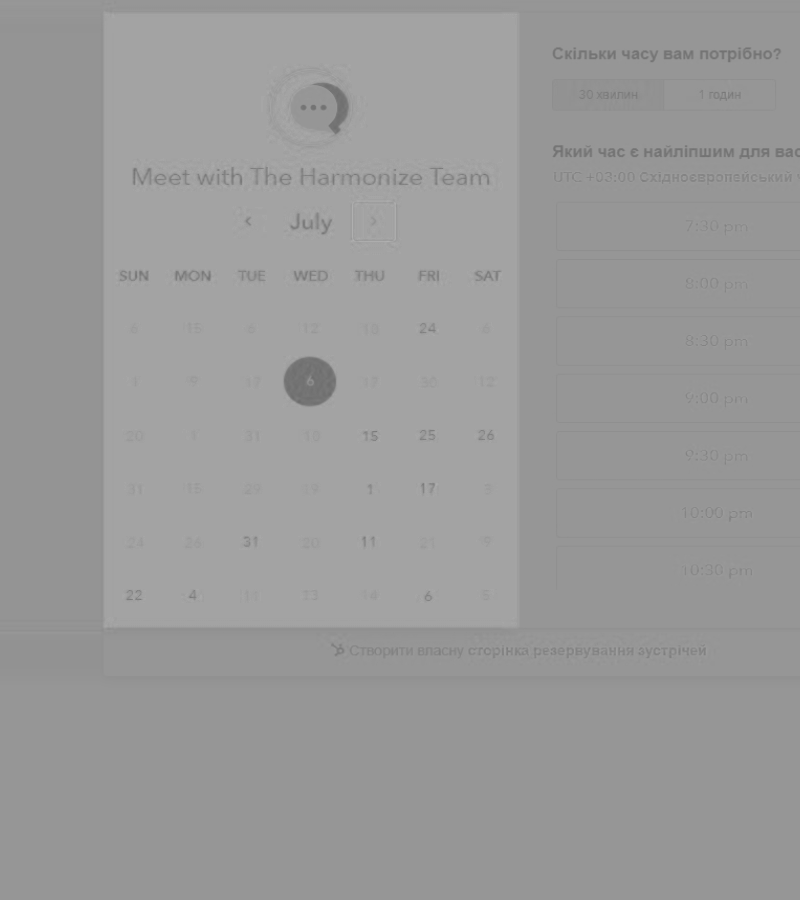 Meet with The Harmonize Team
July
SUN MON TUE WED THU FRI SAT
6 15 6 12 13 24 6
1 9 17 6 17 30 12
30 1 31 10 15 25 26
31 15 29 19 1 17 3
24 26 31 30 11 21 9
22 4 11 23 14 6 5
Скільки часу вам потрібно?
30 хвилин 1 годин
Який час є найліпшим для вас
UTC +03:00 Східноєвропейський
7:30 pm
8:00 pm
8:30 pm
9:00 pm
9:30 pm
10:00 pm
10:30 pm
Створити власну сторінка резервування зустрічей